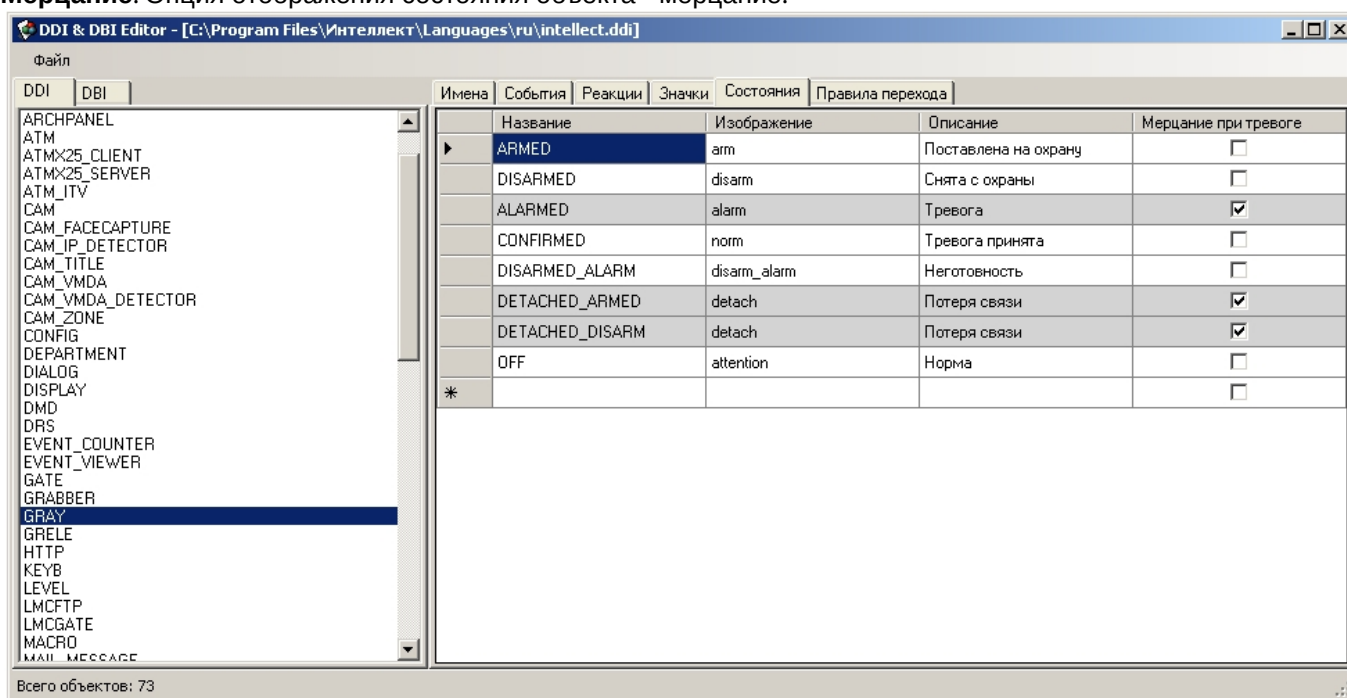 Мерцание. Опция отображения состояния объекта - мерцание.
DDI & DBI Editor - [C:\Program Files\Интеллект\Languages\ru\intellect.ddi]
Файл
DDI DBI
Имена События Реакции Значки Состояния Правила перехода
ARCHPANEL
ATM
ATMX25_CLIENT
ATMX25_SERVER
ATM_ITV
CAM
CAM_FACECAPTURE
CAM_IP_DETECTOR
CAM_TITLE
CAM_VMDA
CAM_VMDA_DETECTOR
CAM_ZONE
CONFIG
DEPARTMENT
DIALOG
DISPLAY
DMD
DRS
EVENT_COUNTER
EVENT_VIEWER
GATE
GRABBER
GRAY
GRELE
HTTP
KEYB
LEVEL
LMCFTP
LMCGATE
MACRO
MAIL_MESSAGE
Название Изображение Описание Мерцание при тревоге
ARMED arm Поставлена на охрану
DISARMED disarm Снята с охраны
ALARMED alarm Тревога
CONFIRMED norm Тревога принята
DISARMED_ALARM disarm_alarm Неготовность
DETACHED_ARMED detach Потеря связи
DETACHED_DISARM detach Потеря связи
OFF attention Норма
Всего объектов: 73